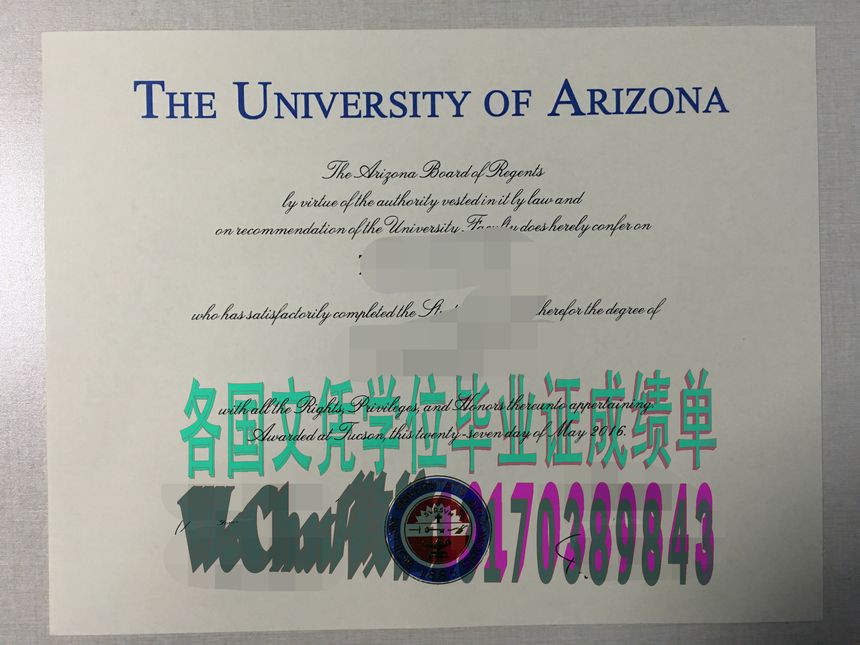 THE UNIVERSITY OF ARIZONA
The Arizona Board of Regents
by virtue of the authority vested in it by law and
on recommendation of the University Faculty does hereby confer on
who has satisfactorily completed the herefor the degree of
各国文凭学位毕业证成绩单
with all the Rights, Privileges, and Honors thereunto appertaining.
Awarded at Tucson, this twenty-seven day of May 2016.
WeChat 170389843